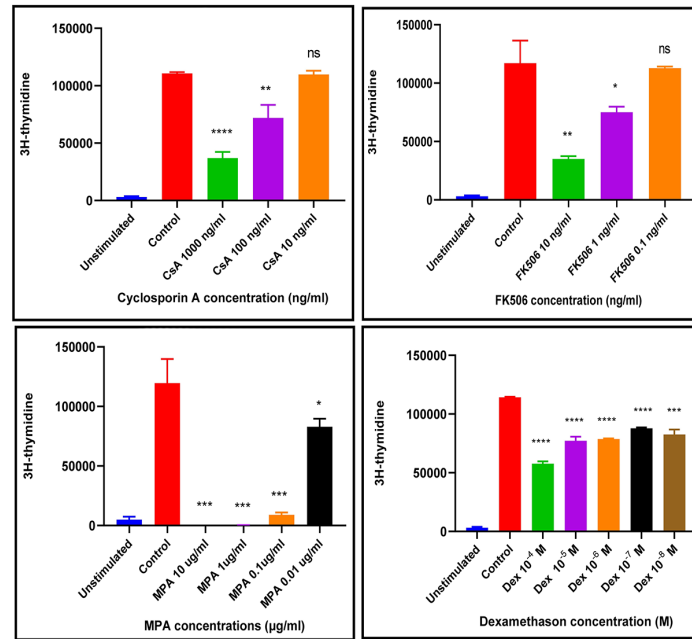 150000
100000
50000
0
3H-thymidine
****
**
ns
Unstimulated
Control
CsA 1000 ng/ml
CsA 100 ng/ml
CsA 10 ng/ml
Cyclosporin A concentration (ng/ml)
150000
100000
50000
0
3H-thymidine
**
*
ns
Unstimulated
Control
FK506 10 ng/ml)
FK506 1 ng/ml)
FK506 0.1 ng/ml)
FK506 concentration (ng/ml)
150000
100000
50000
0
3H-thymidine
***
***
***
*
Unstimulated
Control
MPA 10 ug/ml)
MPA 1ug/ml)
MPA 0.1ug/ml)
MPA 0.01 ug/ml)
MPA concentrations (µg/ml)
150000
100000
50000
0
3H-thymidine
****
****
****
****
***
Unstimulated
Control
Dex 10⁻⁴ M
Dex 10⁻⁵ M
Dex 10⁻⁶ M
Dex 10⁻⁷ M
Dex 10⁻⁸ M
Dexamethason concentration (M)